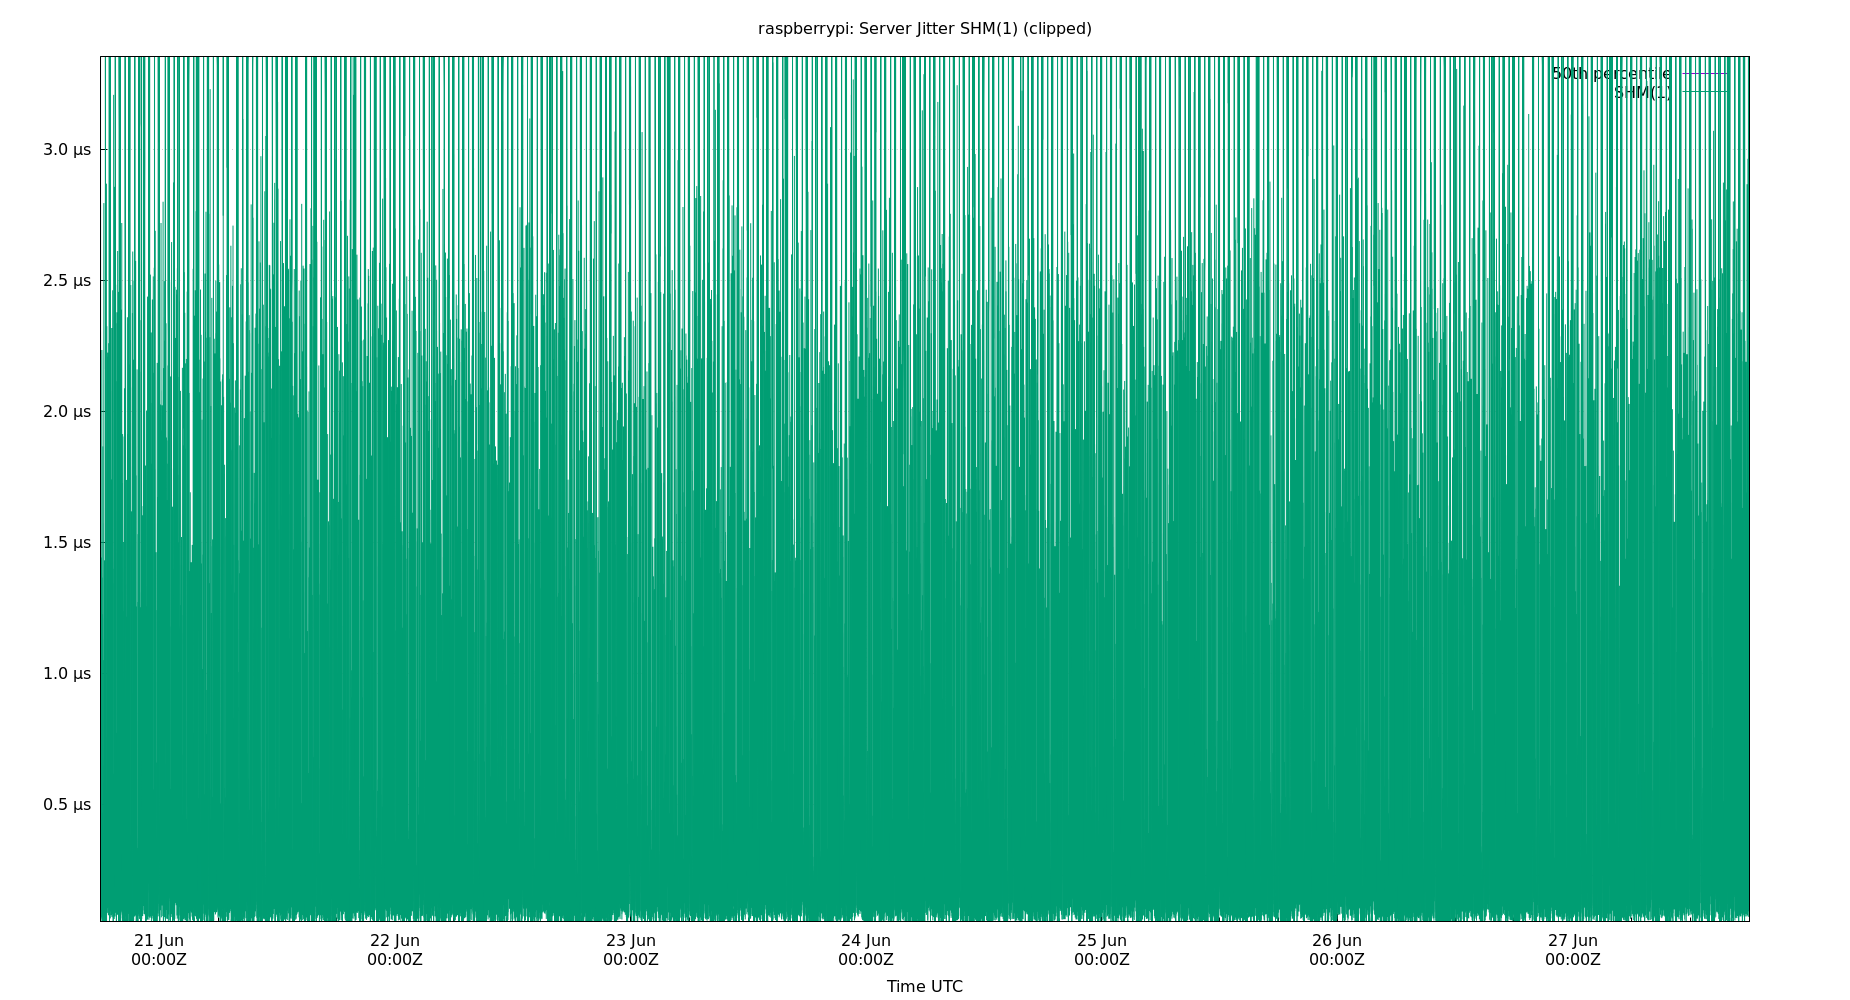 raspberrypi: Server Jitter SHM(1) (clipped)
50th percentile
SHM(1)
3.0 µs
2.5 µs
2.0 µs
1.5 µs
1.0 µs
0.5 µs
21 Jun 22 Jun 23 Jun 24 Jun 25 Jun 26 Jun 27 Jun
00:00Z 00:00Z 00:00Z 00:00Z 00:00Z 00:00Z 00:00Z
Time UTC